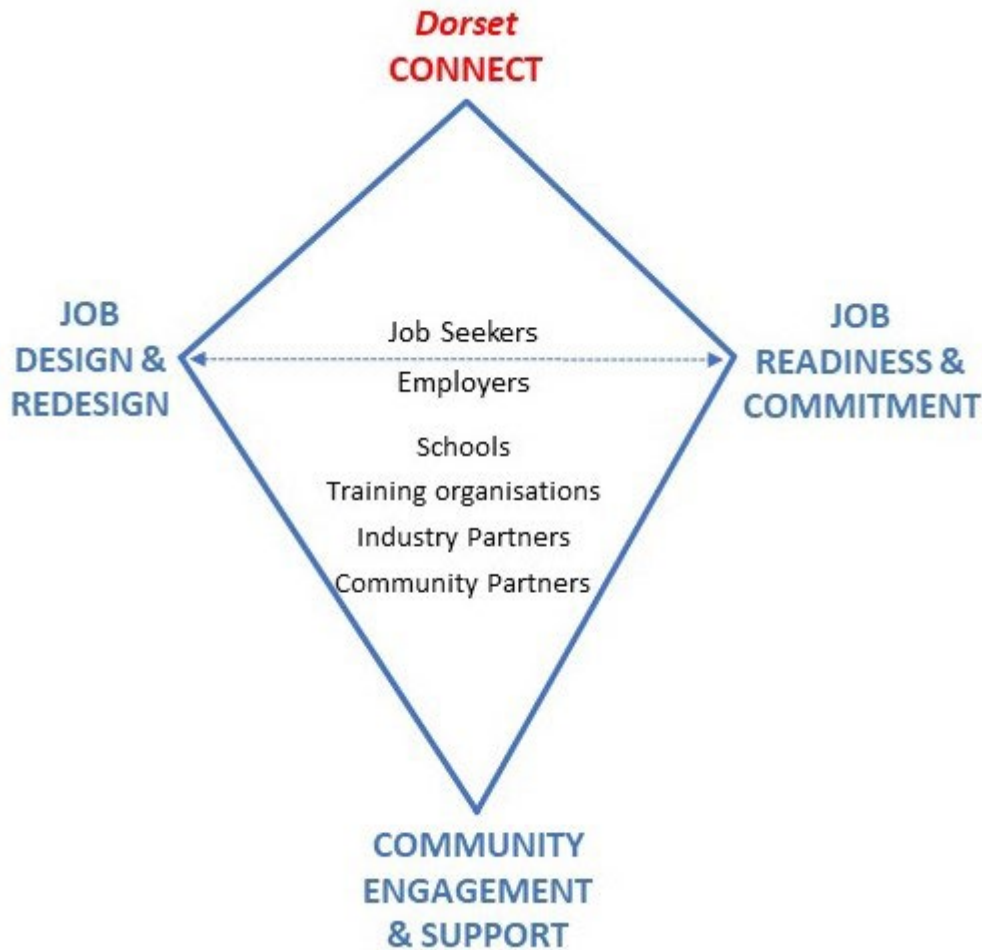 Dorset
CONNECT
JOB
DESIGN &
REDESIGN
Job Seekers
Employers
Schools
Training organisations
Industry Partners
Community Partners
JOB
READINESS &
COMMITMENT
COMMUNITY
ENGAGEMENT
& SUPPORT